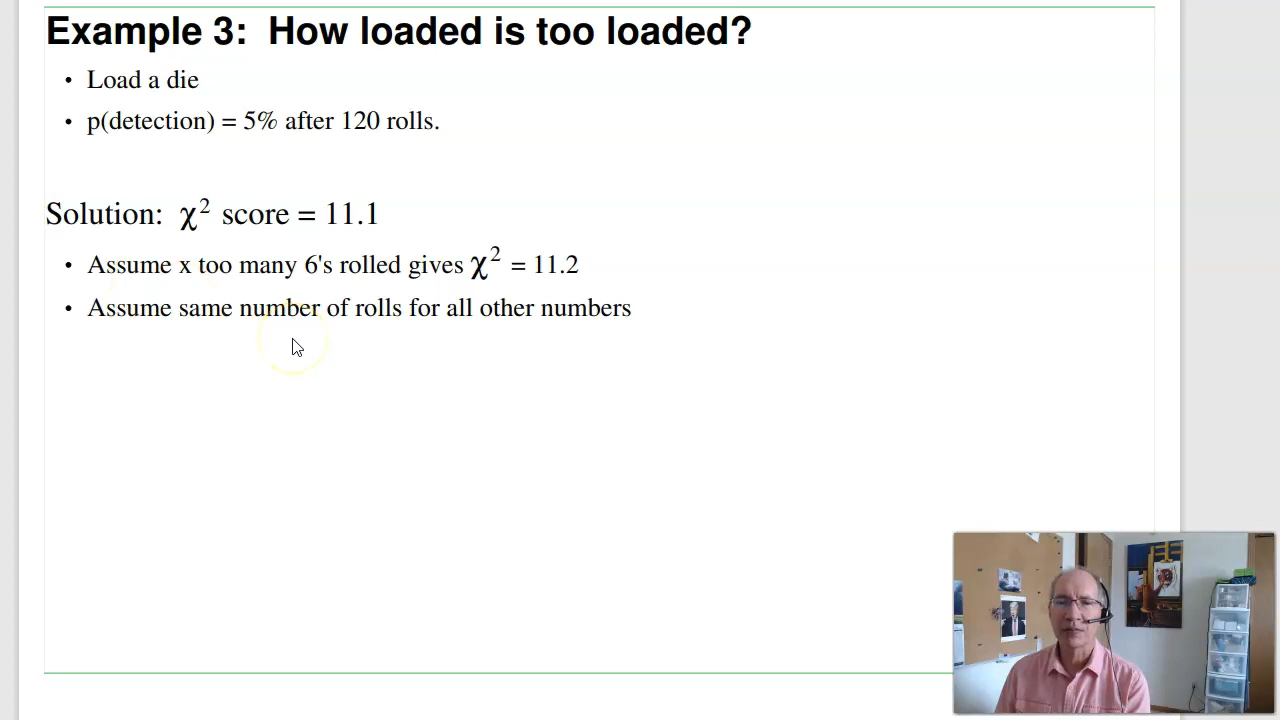 Example 3: How loaded is too loaded?
• Load a die
• p(detection) = 5% after 120 rolls.
Solution: χ² score = 11.1
• Assume x too many 6's rolled gives χ² = 11.2
• Assume same number of rolls for all other numbers